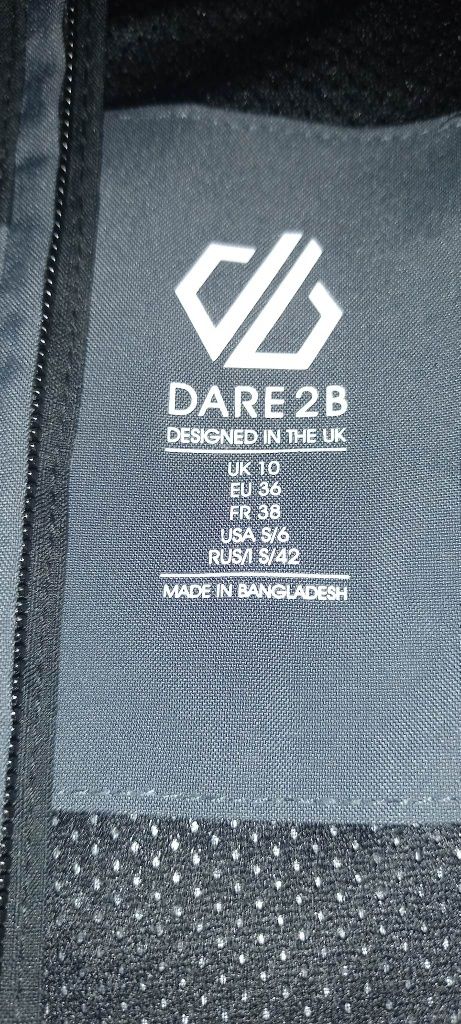 DARE 2B
DESIGNED IN THE UK
UK 10
EU 36
FR 38
USA S/6
RUS/I S/42
MADE IN BANGLADESH